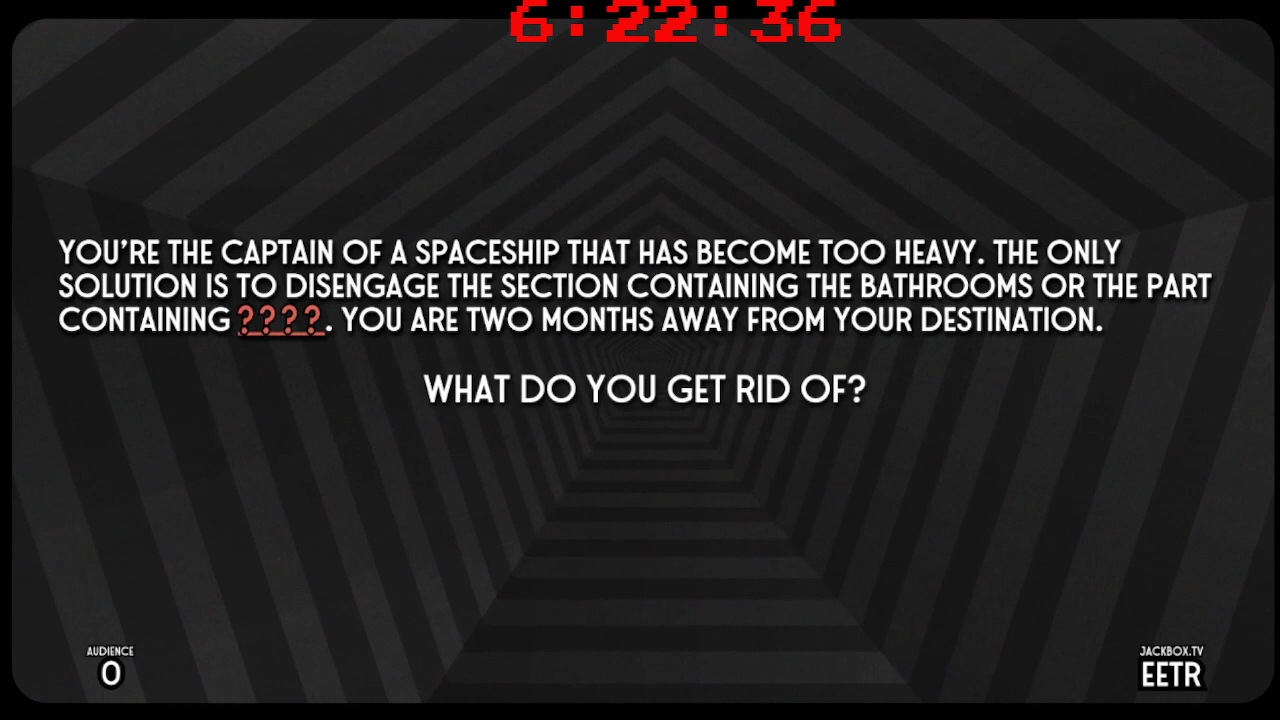 6:22:36
YOU'RE THE CAPTAIN OF A SPACESHIP THAT HAS BECOME TOO HEAVY. THE ONLY
SOLUTION IS TO DISENGAGE THE SECTION CONTAINING THE BATHROOMS OR THE PART
CONTAINING ????. YOU ARE TWO MONTHS AWAY FROM YOUR DESTINATION.
WHAT DO YOU GET RID OF?
AUDIENCE
0
JACKBOX.TV
EETR